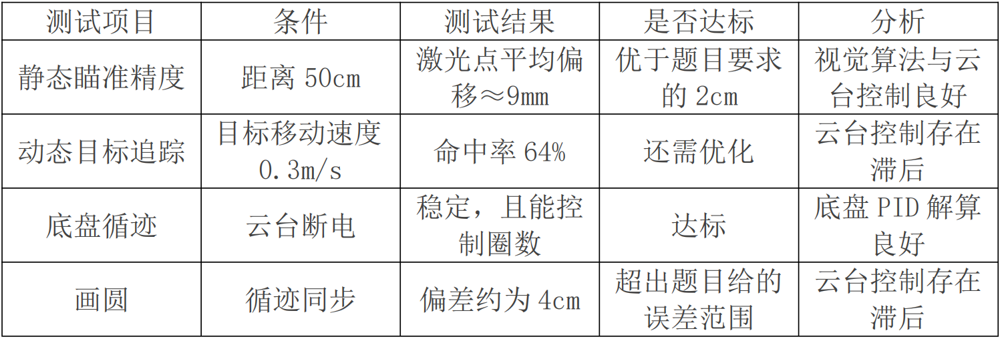 测试项目
条件
测试结果
是否达标
分析
静态瞄准精度
距离 50cm
激光点平均偏
移≈9mm
优于题目要求
的 2cm
视觉算法与云
台控制良好
动态目标追踪
目标移动速度
0.3m/s
命中率 64%
还需优化
云台控制存在
滞后
底盘循迹
云台断电
稳定，且能控
制圈数
达标
底盘 PID 解算
良好
画圆
循迹同步
偏差约为 4cm
超出题目给的
误差范围
云台控制存在
滞后